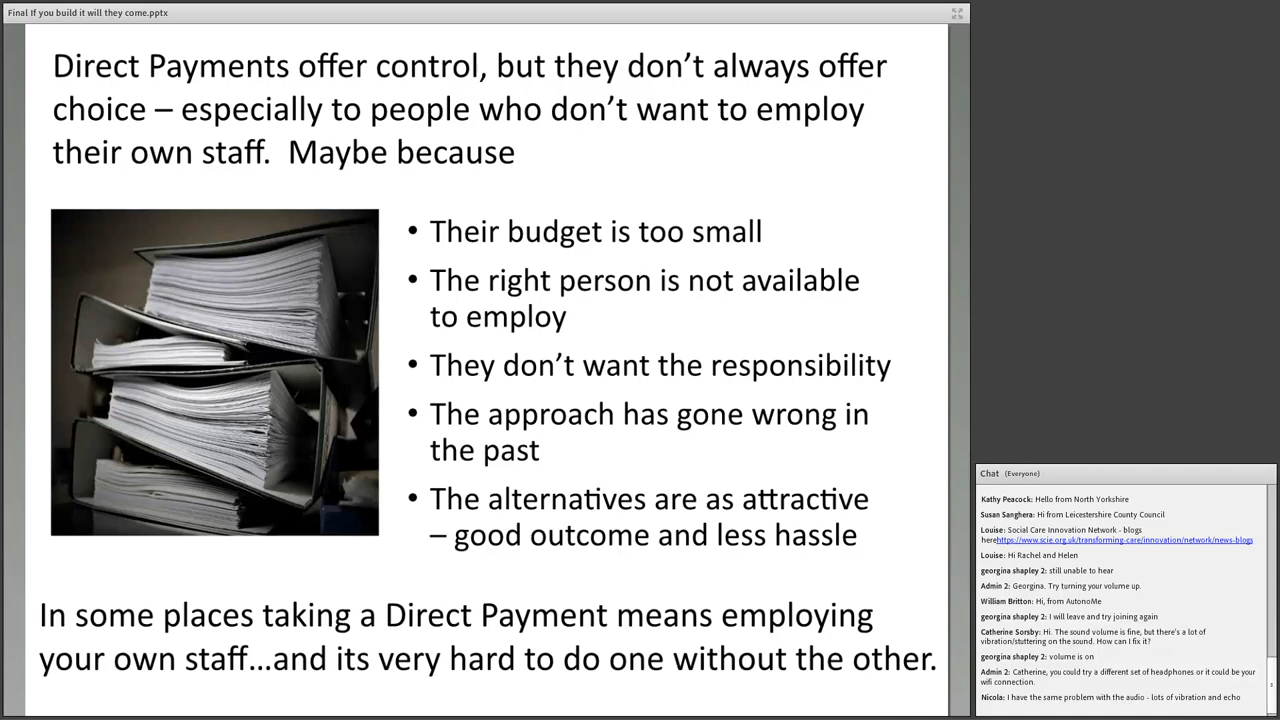 Final If you build it will they come.pptx
Direct Payments offer control, but they don’t always offer
choice – especially to people who don’t want to employ
their own staff.  Maybe because
• Their budget is too small
• The right person is not available
to employ
• They don’t want the responsibility
• The approach has gone wrong in
the past
• The alternatives are as attractive
– good outcome and less hassle
In some places taking a Direct Payment means employing
your own staff...and its very hard to do one without the other.
Chat (Everyone)
Kathy Peacock: Hello from North Yorkshire
Susan Sanghera: Hi from Leicestershire County Council
Louise: Social Care Innovation Network - blogs
herehttps://www.scie.org.uk/transforming-care/innovation/network/news-blogs
Louise: Hi Rachel and Helen
georgina shapley 2: still unable to hear
Admin 2: Georgina. Try turning your volume up.
William Britton: Hi, from AutonoMe
georgina shapley 2: I will leave and try joining again
Catherine Sorsby: Hi. The sound volume is fine, but there's a lot of
vibration/stuttering on the sound. How can I fix it?
georgina shapley 2: volume is on
Admin 2: Catherine, you could try a different set of headphones or it could be your
wifi connection.
Nicola: I have the same problem with the audio - lots of vibration and echo